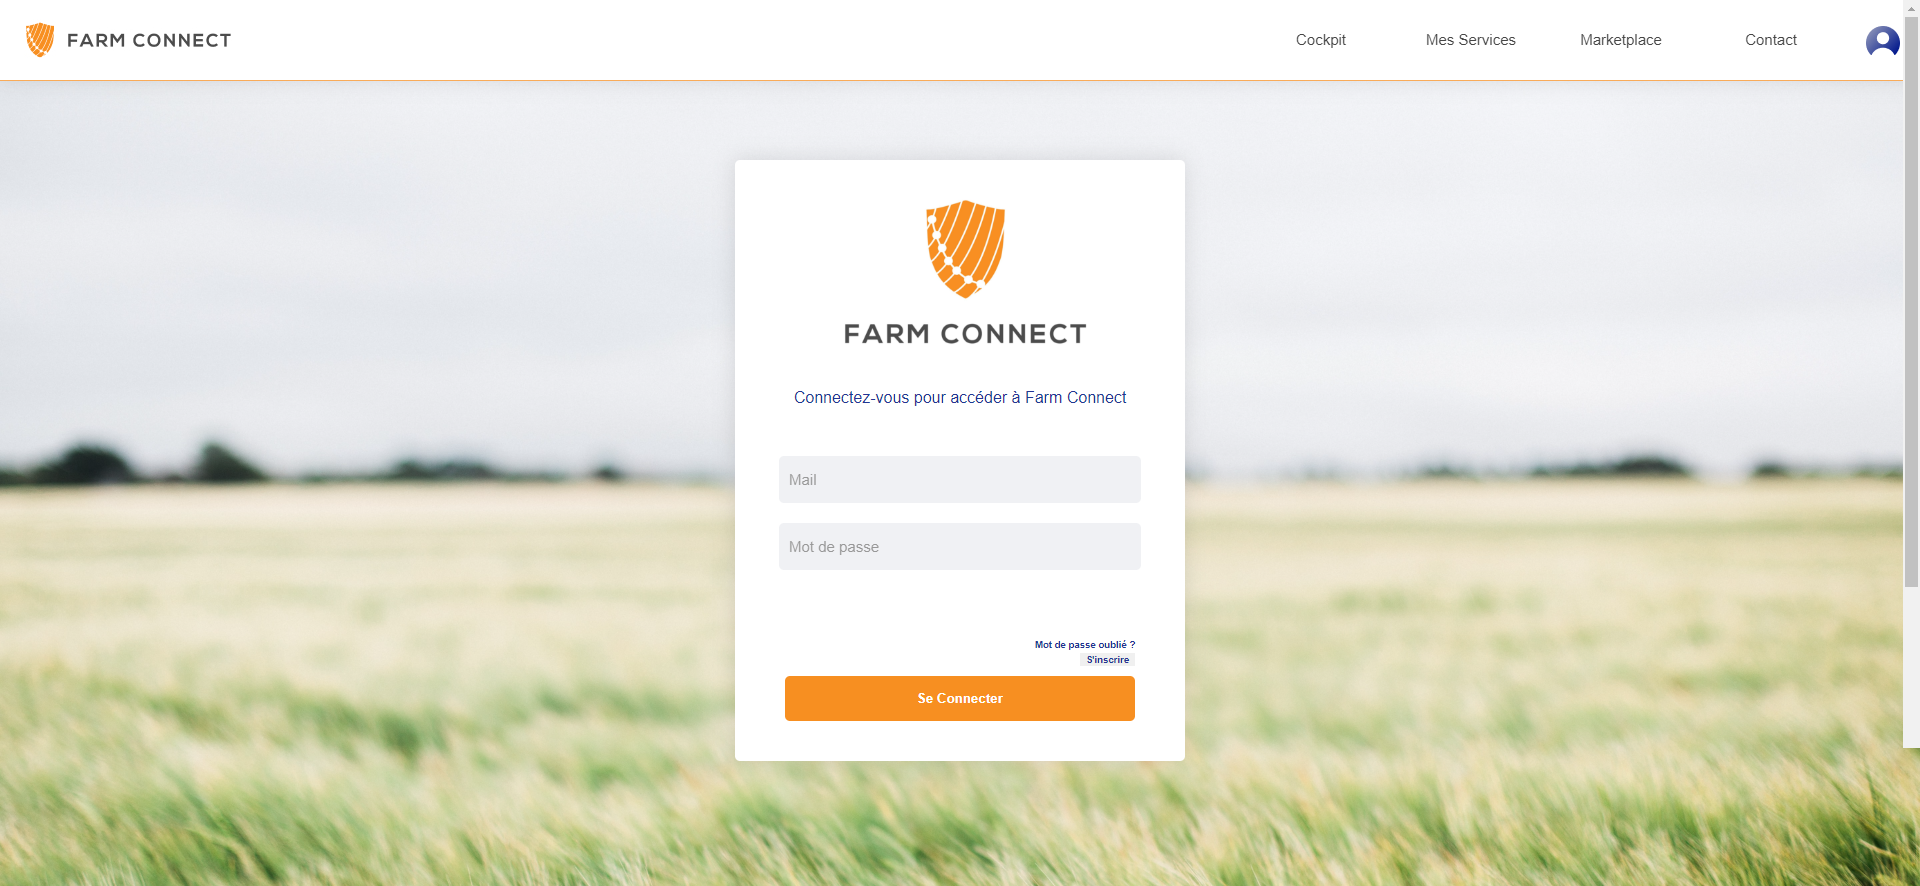 FARM CONNECT
Cockpit
Mes Services
Marketplace
Contact
FARM CONNECT
Connectez-vous pour accéder à Farm Connect
Mail
Mot de passe
Mot de passe oublié ?
S'inscrire
Se Connecter